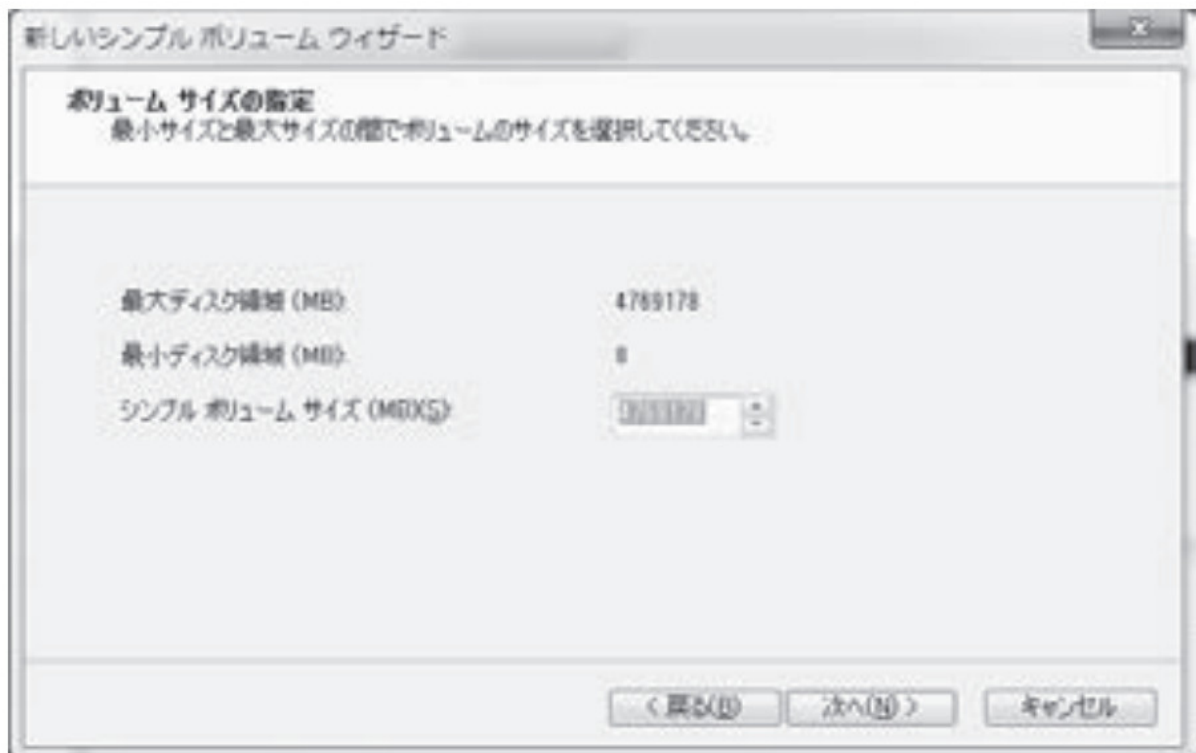 新しいシンプル ボリューム ウィザード
ボリューム サイズの指定
最小サイズと最大サイズの間でボリュームのサイズを選択してください。
最大ディスク領域 (MB): 4769178
最小ディスク領域 (MB): 8
シンプル ボリューム サイズ (MB)(S):
< 戻る(B) 次へ(N) > キャンセル